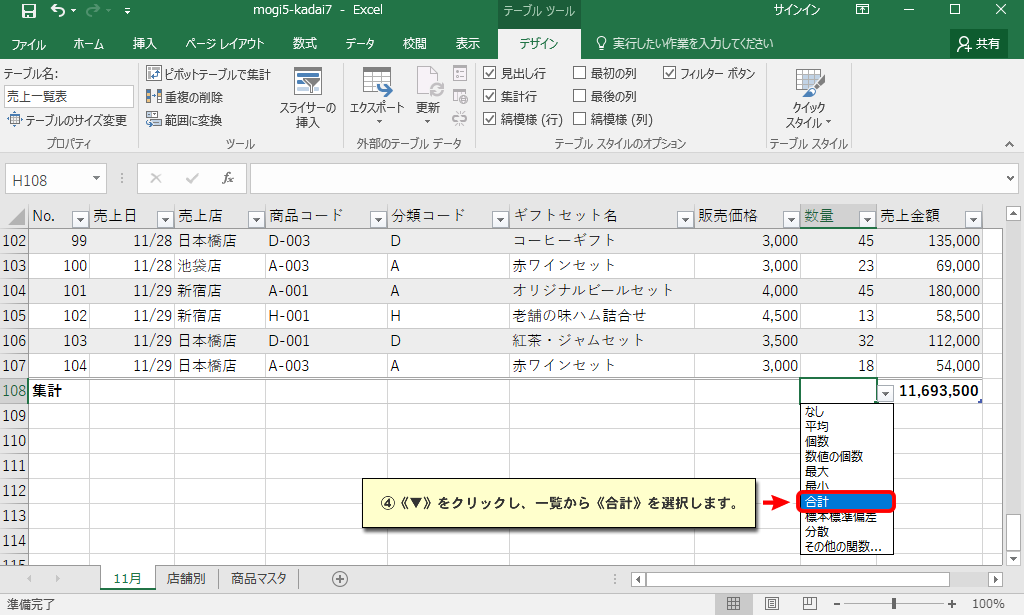 mogi5-kadai7 - Excel
テーブル ツール
サインイン
ファイル ホーム 挿入 ページ レイアウト 数式 データ 校閲 表示 デザイン 実行したい作業を入力してください 共有
テーブル名:
売上一覧表
テーブルのサイズ変更
プロパティ
ピボットテーブルで集計
重複の削除
範囲に変換
スライサーの
挿入
ツール
エクスポート
更新
外部のテーブル データ
見出し行 最初の列 フィルター ボタン
集計行 最後の列
縞模様 (行) 縞模様 (列)
テーブル スタイルのオプション
クイック
スタイル
テーブル スタイル
H108
fx
No. 売上日 売上店 商品コード 分類コード ギフトセット名 販売価格 数量 売上金額
102 99 11/28 日本橋店 D-003 D コーヒーギフト 3,000 45 135,000
103 100 11/28 池袋店 A-003 A 赤ワインセット 3,000 23 69,000
104 101 11/29 新宿店 A-001 A オリジナルビールセット 4,000 45 180,000
105 102 11/29 新宿店 H-001 H 老舗の味ハム詰合せ 4,500 13 58,500
106 103 11/29 日本橋店 D-001 D 紅茶・ジャムセット 3,500 32 112,000
107 104 11/29 日本橋店 A-003 A 赤ワインセット 3,000 18 54,000
108 集計 11,693,500
109
110
111
112
113
114
115
なし
平均
個数
数値の個数
最大
最小
合計
標本標準偏差
分散
その他の関数...
④《▼》をクリックし、一覧から《合計》を選択します。
11月 店舗別 商品マスタ
準備完了
100%